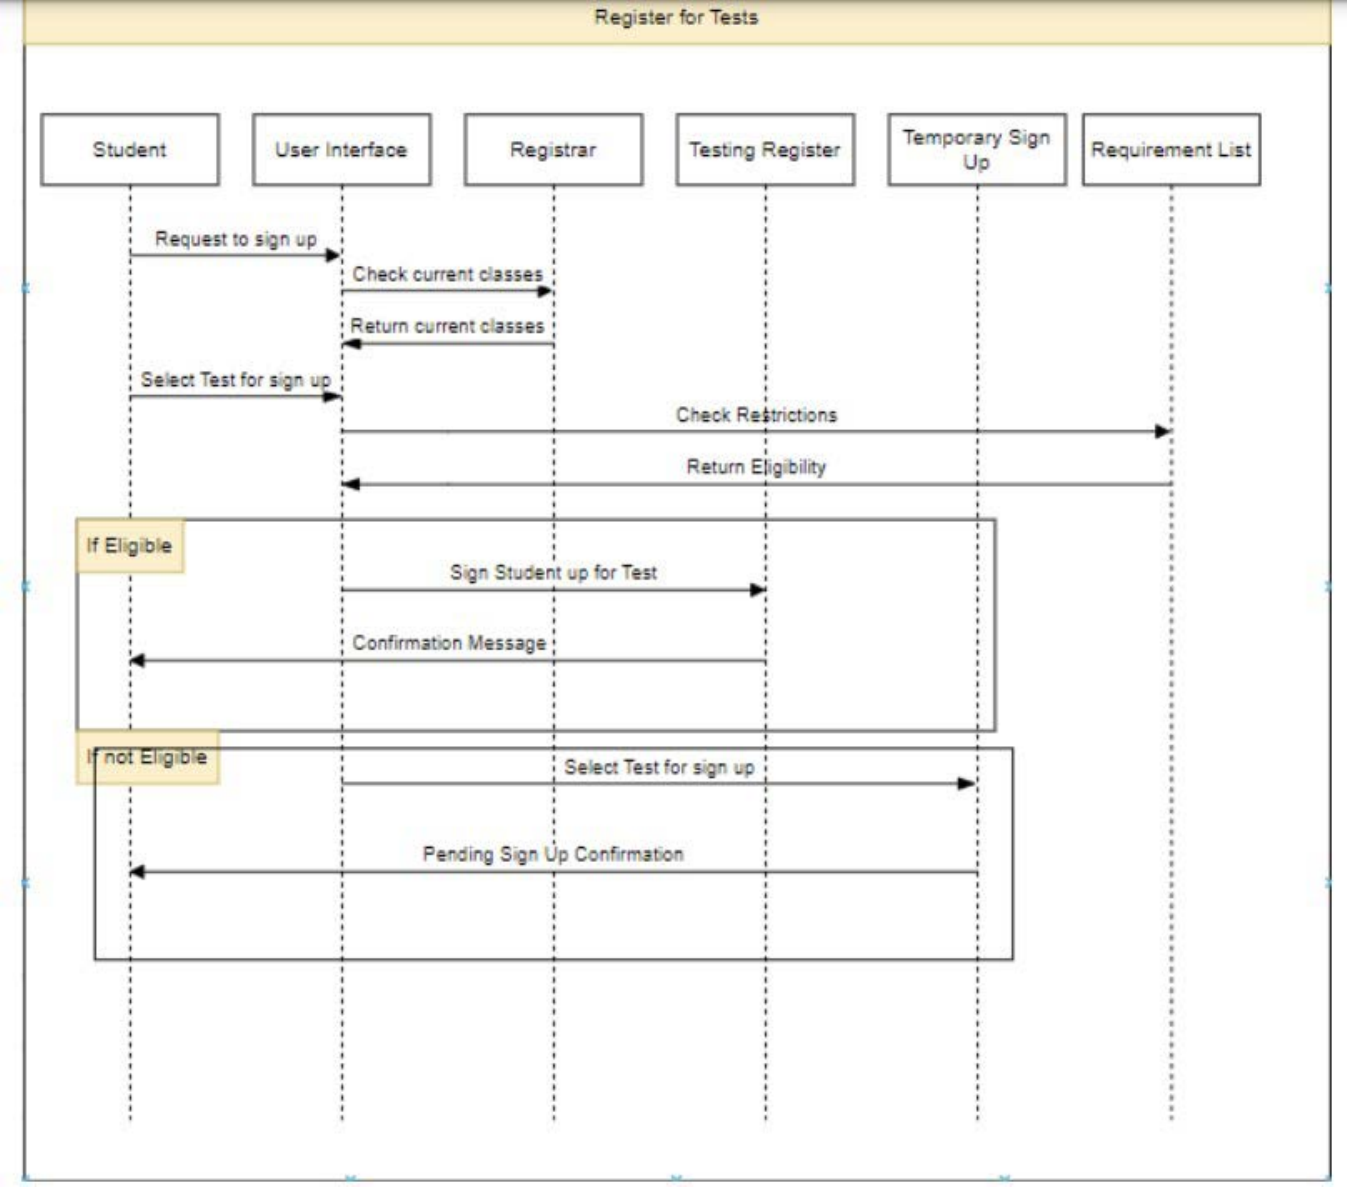 Register for Tests
Student
User Interface
Registrar
Testing Register
Temporary Sign
Up
Requirement List
Request to sign up
Check current classes
Return current classes
Select Test for sign up
Check Restrictions
Return Eligibility
If Eligible
Sign Student up for Test
Confirmation Message
If not Eligible
Select Test for sign up
Pending Sign Up Confirmation